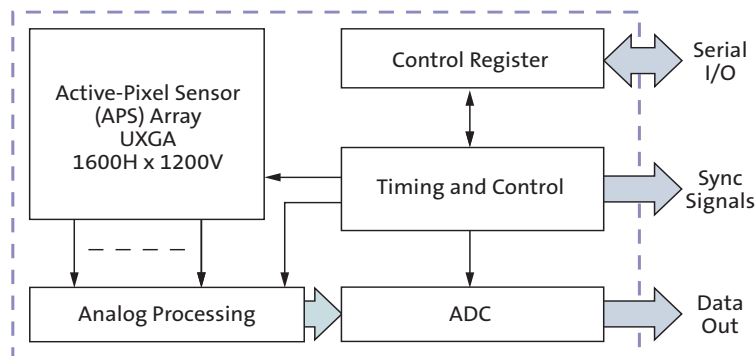 Active-Pixel Sensor
(APS) Array
UXGA
1600H x 1200V
Control Register
Serial
I/O
Timing and Control
Sync
Signals
Analog Processing
ADC
Data
Out